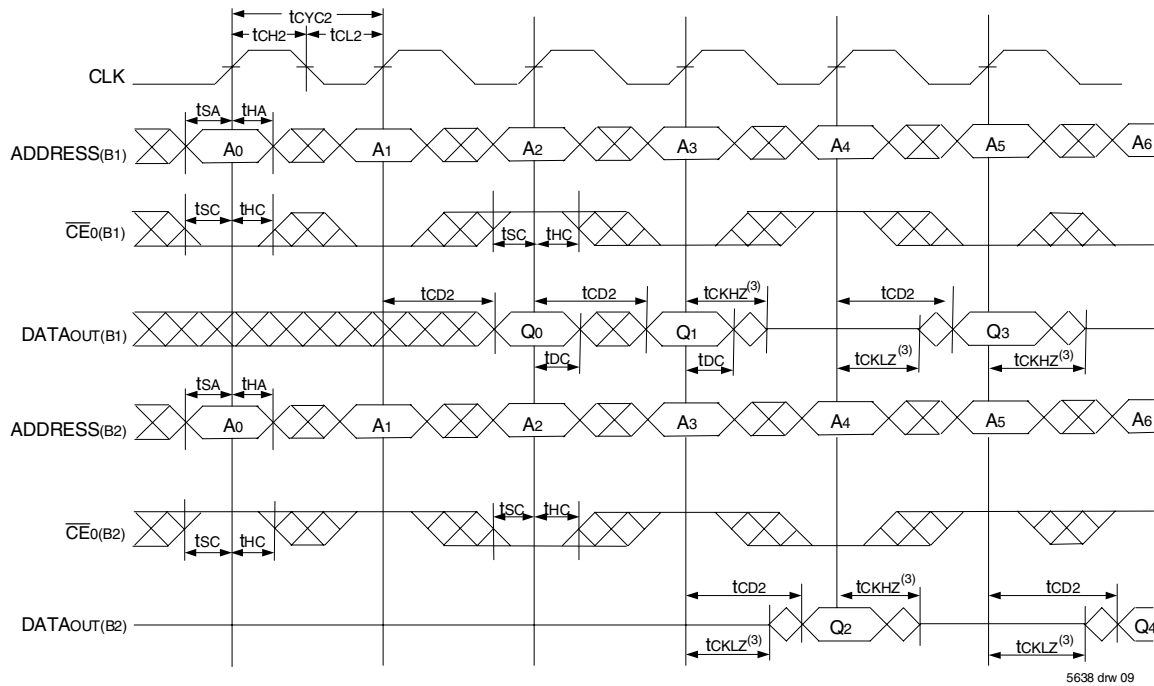 tCYC2
tCH2 tCL2
CLK
tSA tHA
ADDRESS(B1) A0 A1 A2 A3 A4 A5 A6
tSC tHC
CE0(B1)
tSC tHC
tCD2 tCD2 tCKHZ(3) tCD2
DATAOUT(B1) Q0 Q1 Q3
tDC tDC tCKLZ(3) tCKHZ(3)
tSA tHA
ADDRESS(B2) A0 A1 A2 A3 A4 A5 A6
tSC tHC
CE0(B2)
tSC tHC
tCD2 tCKHZ(3) tCD2
DATAOUT(B2) Q2 Q4
tCKLZ(3) tCKLZ(3)
5638 drw 09